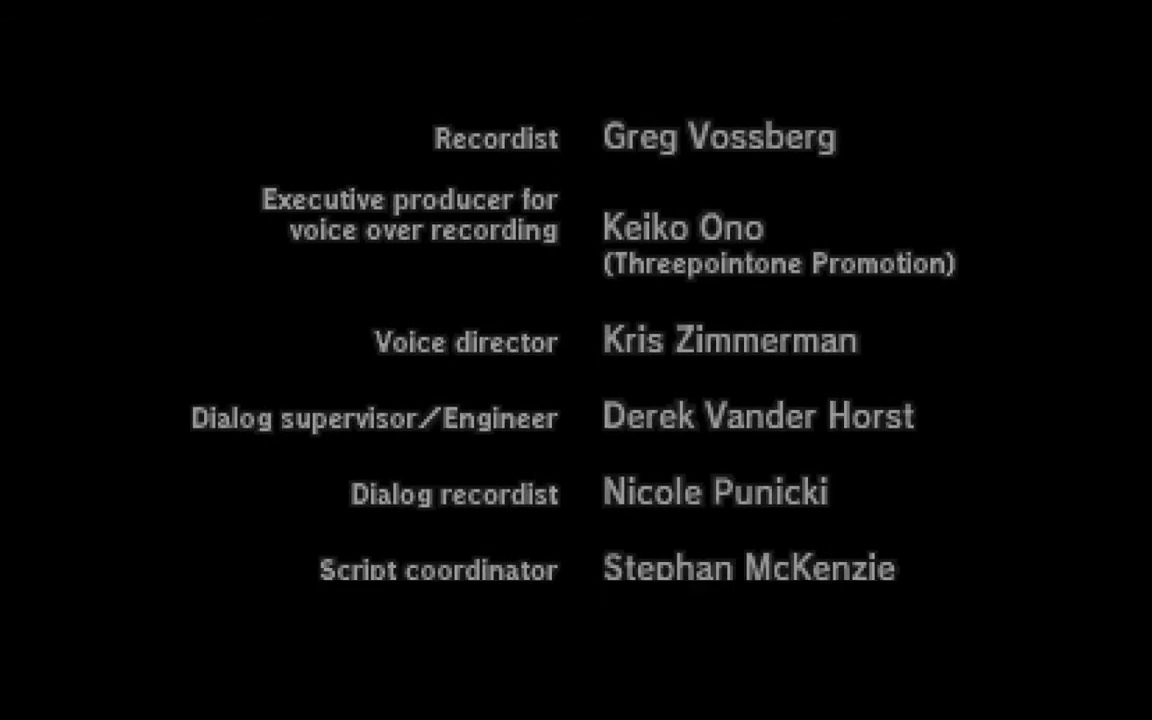 Recordist Greg Vossberg
Executive producer for
voice over recording Keiko Ono
(Threepointone Promotion)
Voice director Kris Zimmerman
Dialog supervisor/Engineer Derek Vander Horst
Dialog recordist Nicole Punicki
Script coordinator Stephan McKenzie